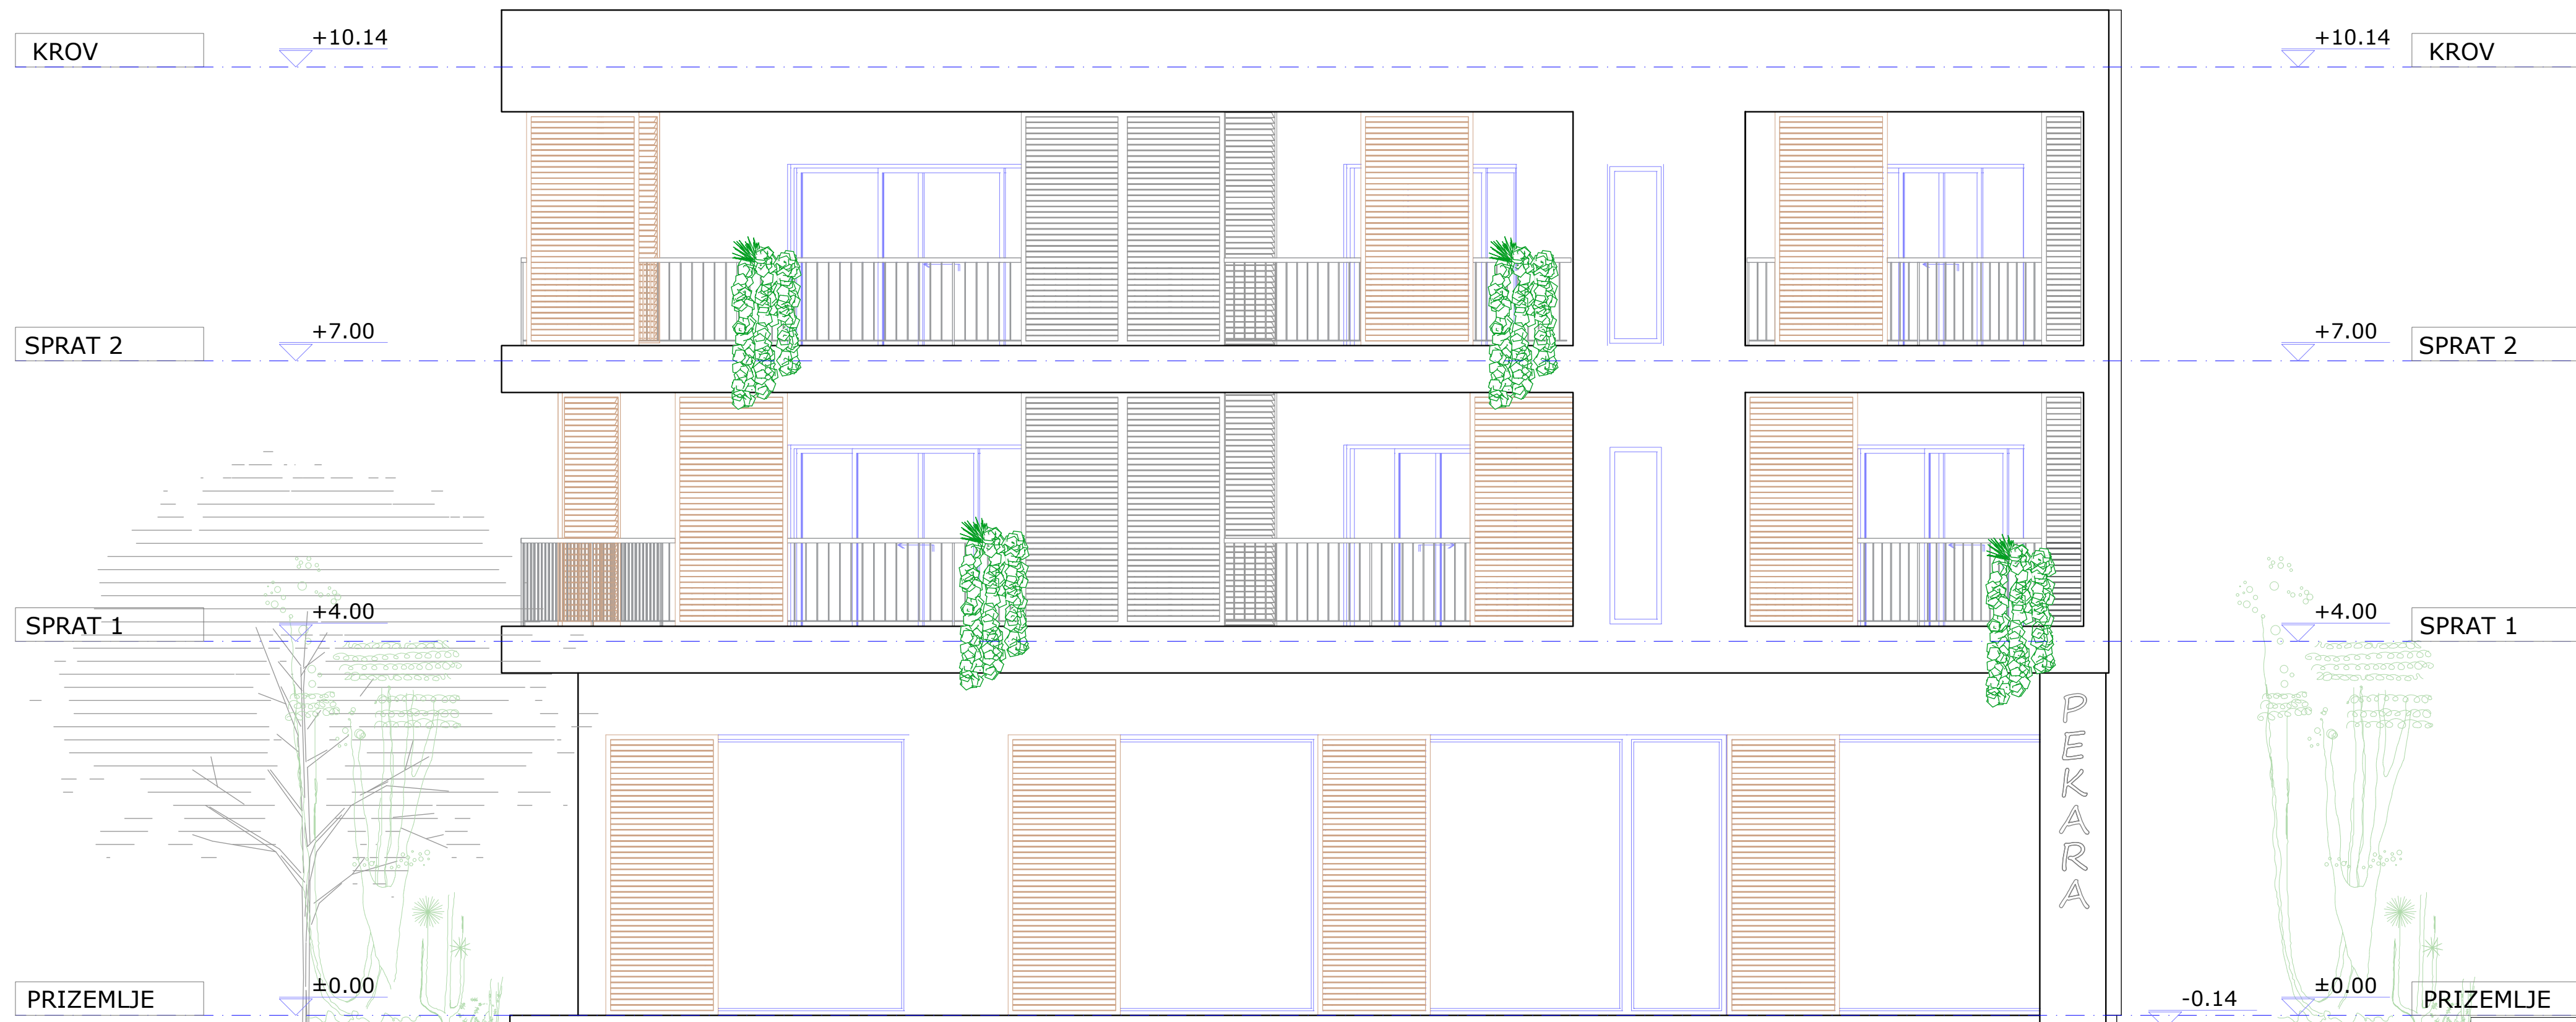 KROV
+10.14
+10.14
KROV
SPRAT 2
+7.00
+7.00
SPRAT 2
SPRAT 1
+4.00
+4.00
SPRAT 1
PEKARA
PRIZEMLJE
±0.00
-0.14
±0.00
PRIZEMLJE